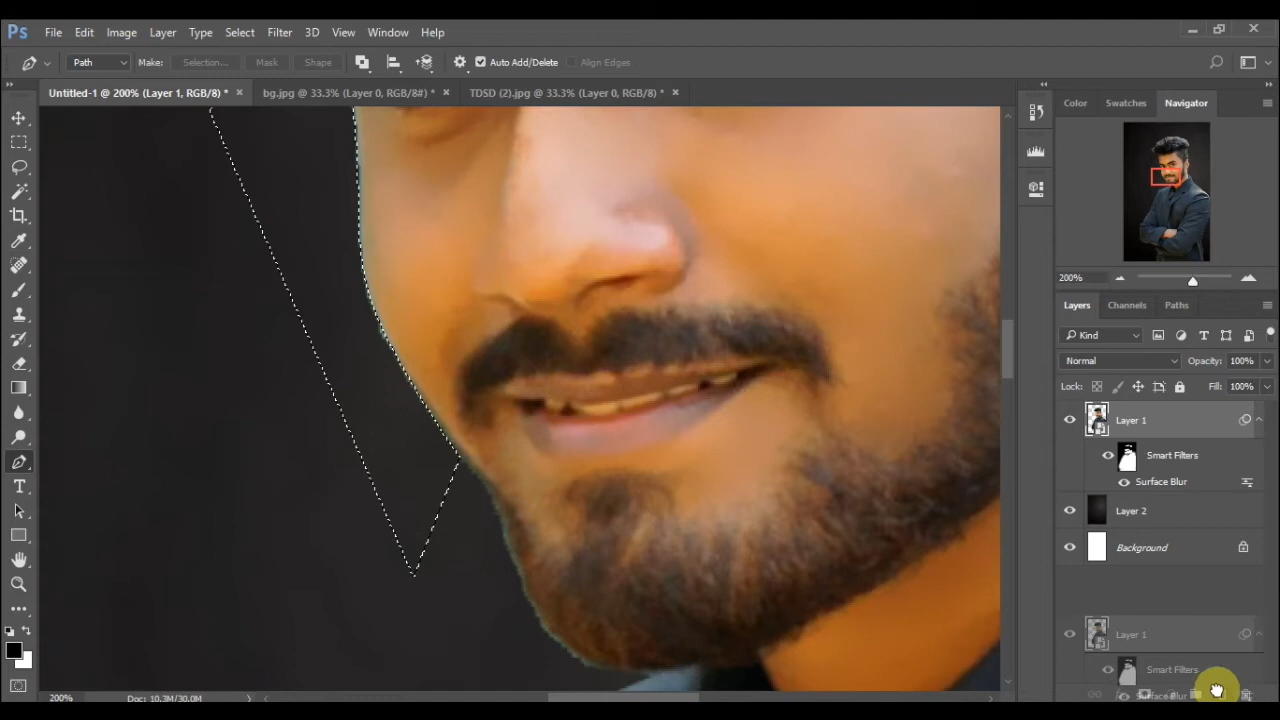 Ps File Edit Image Layer Type Select Filter 3D View Window Help
Path Make: Selection... Mask Shape Auto Add/Delete Align Edges
Untitled-1 @ 200% (Layer 1, RGB/8) * × bg.jpg @ 33.3% (Layer 0, RGB/8#) * × TDSD (2).jpg @ 33.3% (Layer 0, RGB/8) * ×
Color Swatches Navigator
200%
Layers Channels Paths
Kind
Normal Opacity: 100%
Lock: Fill: 100%
Layer 1
Smart Filters
Surface Blur
Layer 2
Background
Layer 1
Smart Filters
Surface Blur
200% Doc: 10.3M/30.0M